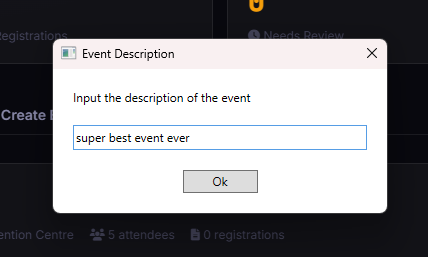 0
Registrations
Needs Review
Event Description
Input the description of the event
Create
super best event ever
Ok
Centre 5 attendees 0 registrations